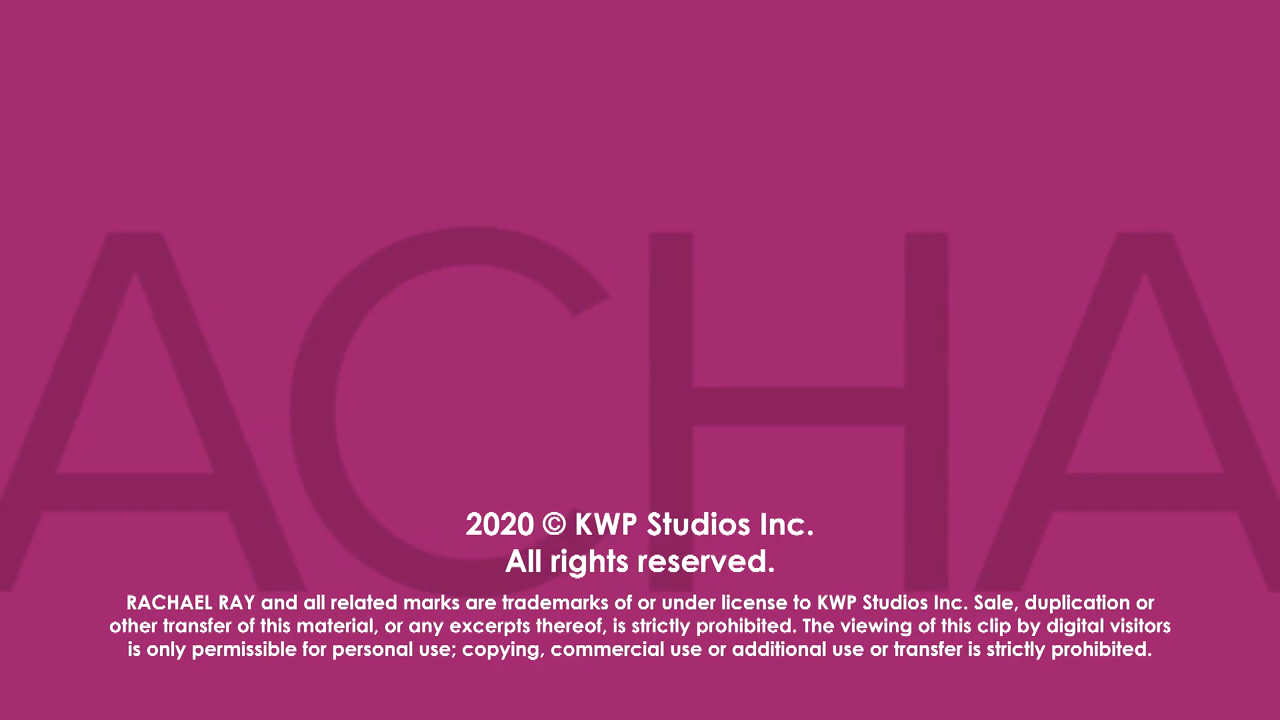 ACHA
2020 © KWP Studios Inc.
All rights reserved.
RACHAEL RAY and all related marks are trademarks of or under license to KWP Studios Inc. Sale, duplication or
other transfer of this material, or any excerpts thereof, is strictly prohibited. The viewing of this clip by digital visitors
is only permissible for personal use; copying, commercial use or additional use or transfer is strictly prohibited.